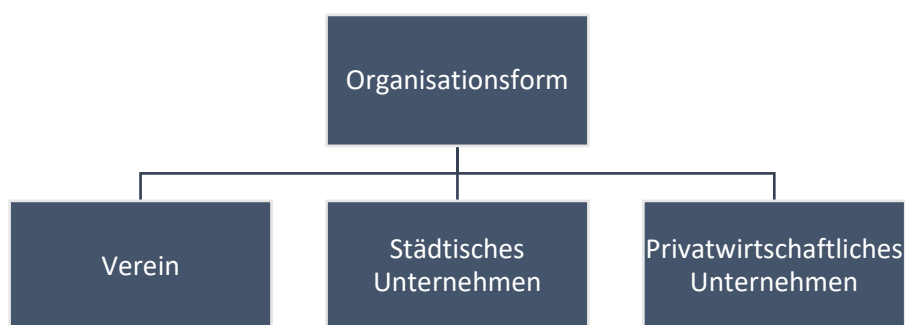 Organisationsform
Verein
Städtisches
Unternehmen
Privatwirtschaftliches
Unternehmen